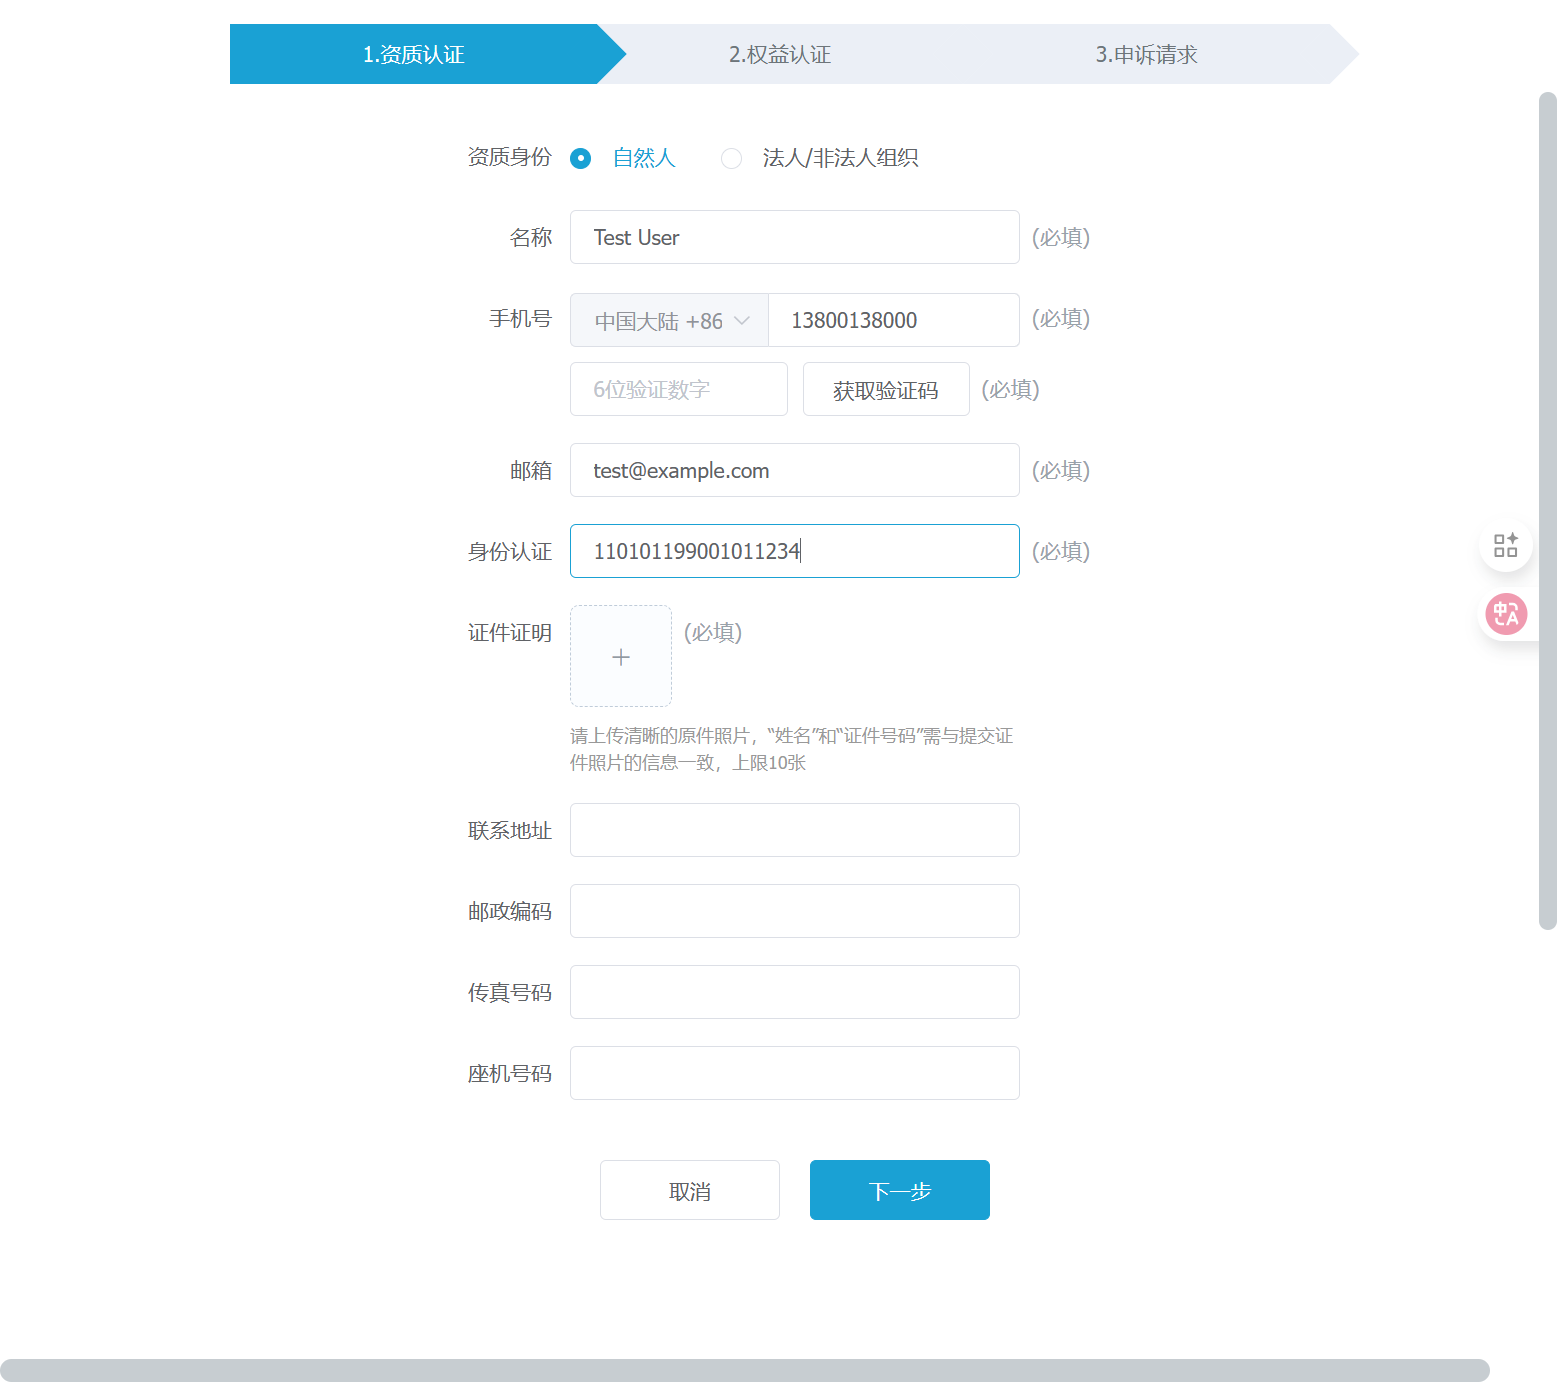 1.资质认证
2.权益认证
3.申诉请求
资质身份 自然人 法人/非法人组织
名称 Test User (必填)
手机号 中国大陆 +86 13800138000 (必填)
6位验证数字 获取验证码 (必填)
邮箱 test@example.com (必填)
身份认证 110101199001011234 (必填)
证件证明 (必填)
请上传清晰的原件照片，“姓名”和“证件号码”需与提交证
件照片的信息一致，上限10张
联系地址
邮政编码
传真号码
座机号码
取消 下一步
中A